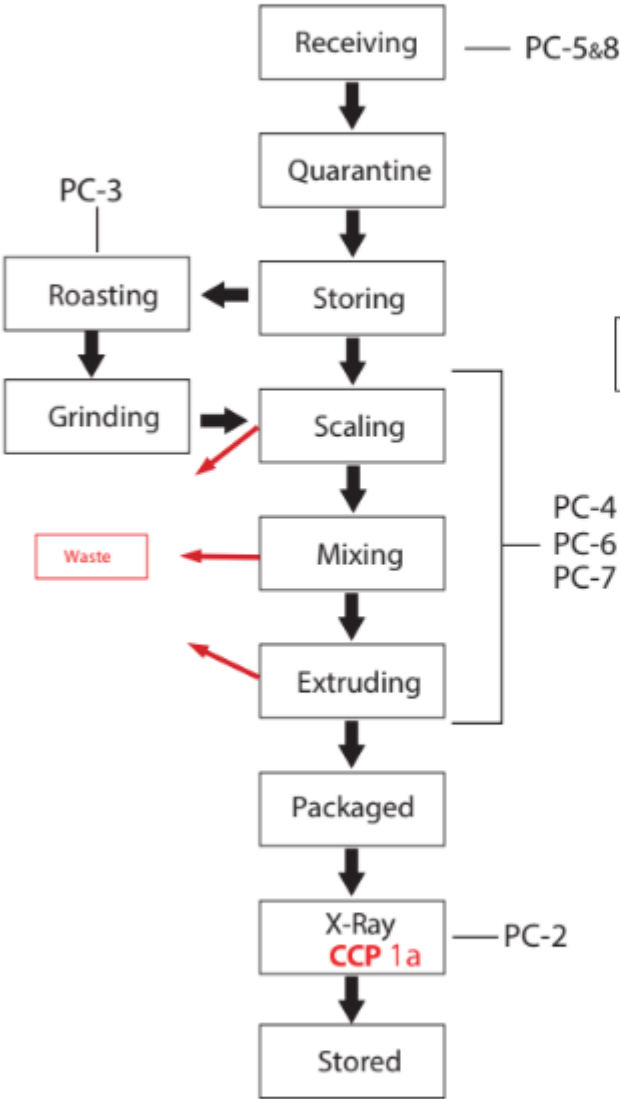 Receiving
PC-5&8
Quarantine
PC-3
Roasting
Storing
Grinding
Scaling
PC-4
PC-6
PC-7
Waste
Mixing
Extruding
Packaged
X-Ray
CCP 1a
PC-2
Stored